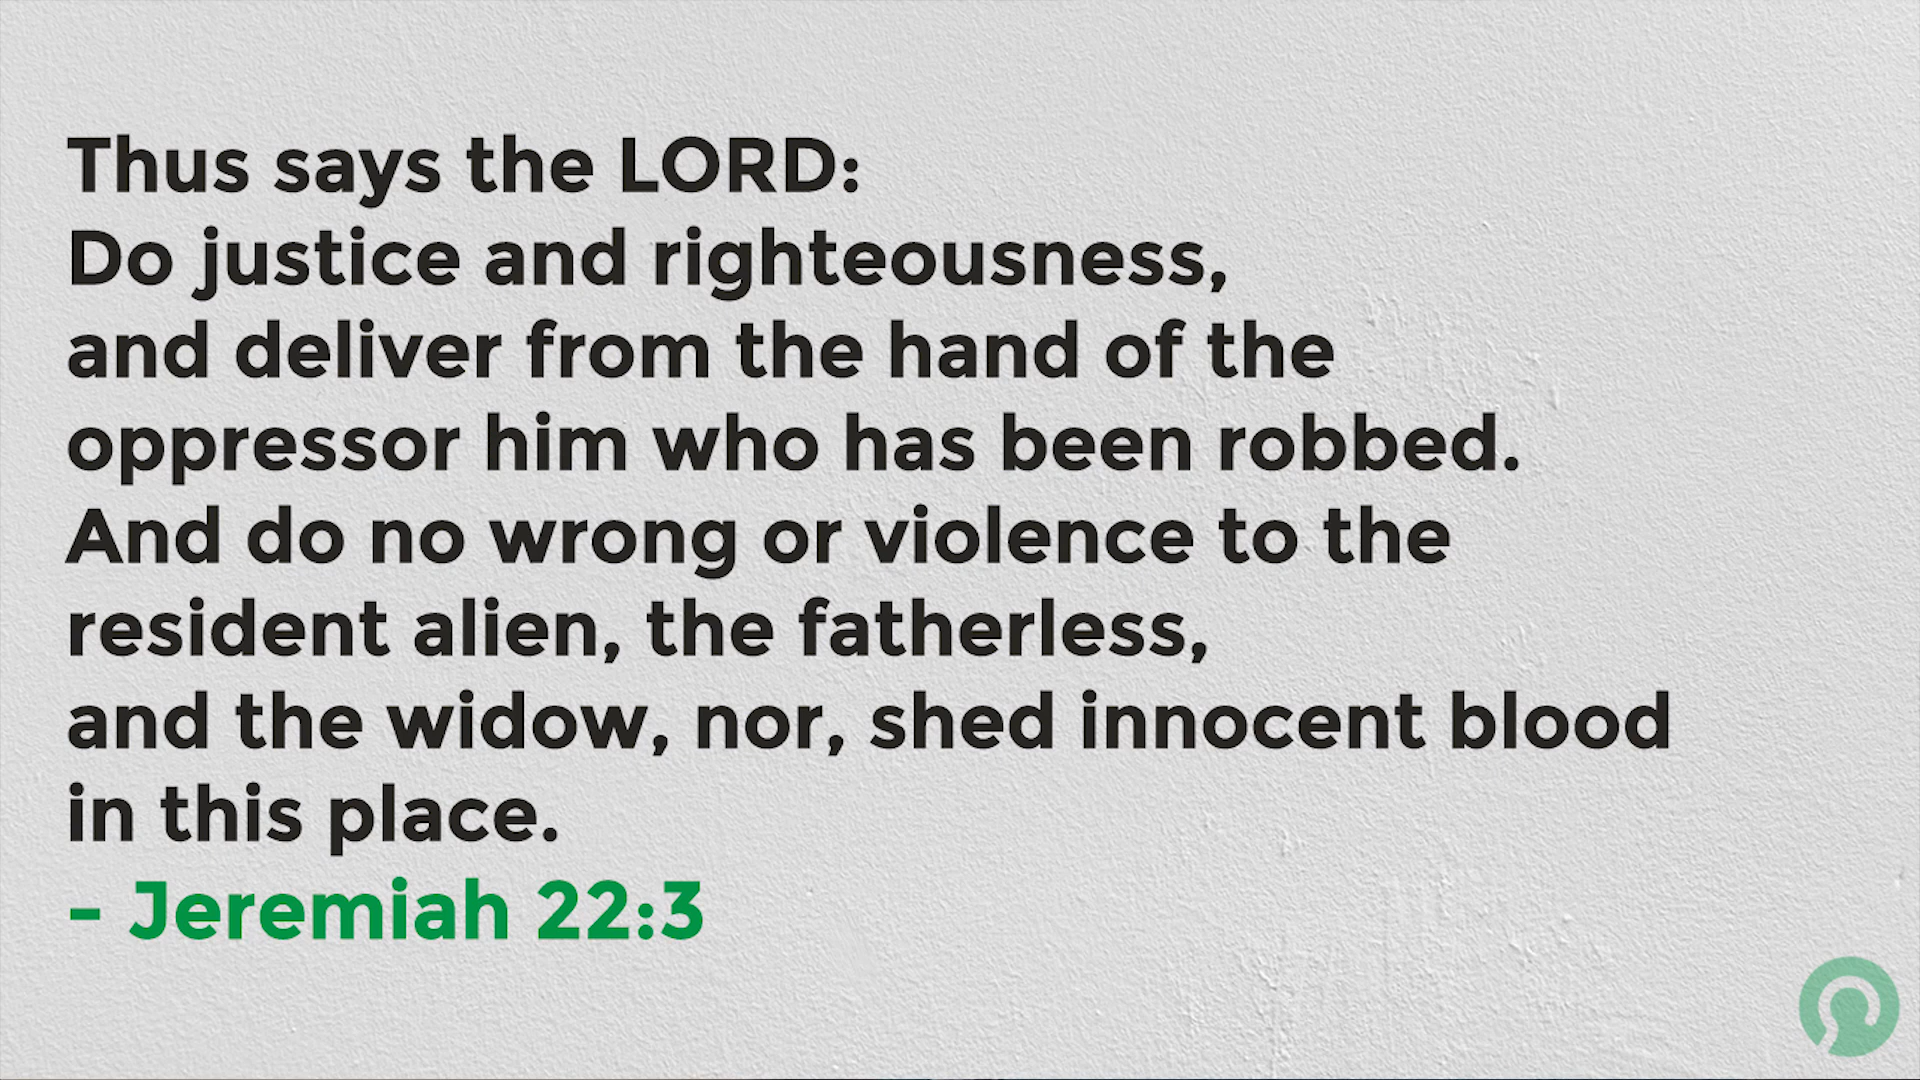 Thus says the LORD:
Do justice and righteousness,
and deliver from the hand of the
oppressor him who has been robbed.
And do no wrong or violence to the
resident alien, the fatherless,
and the widow, nor, shed innocent blood
in this place.
- Jeremiah 22:3